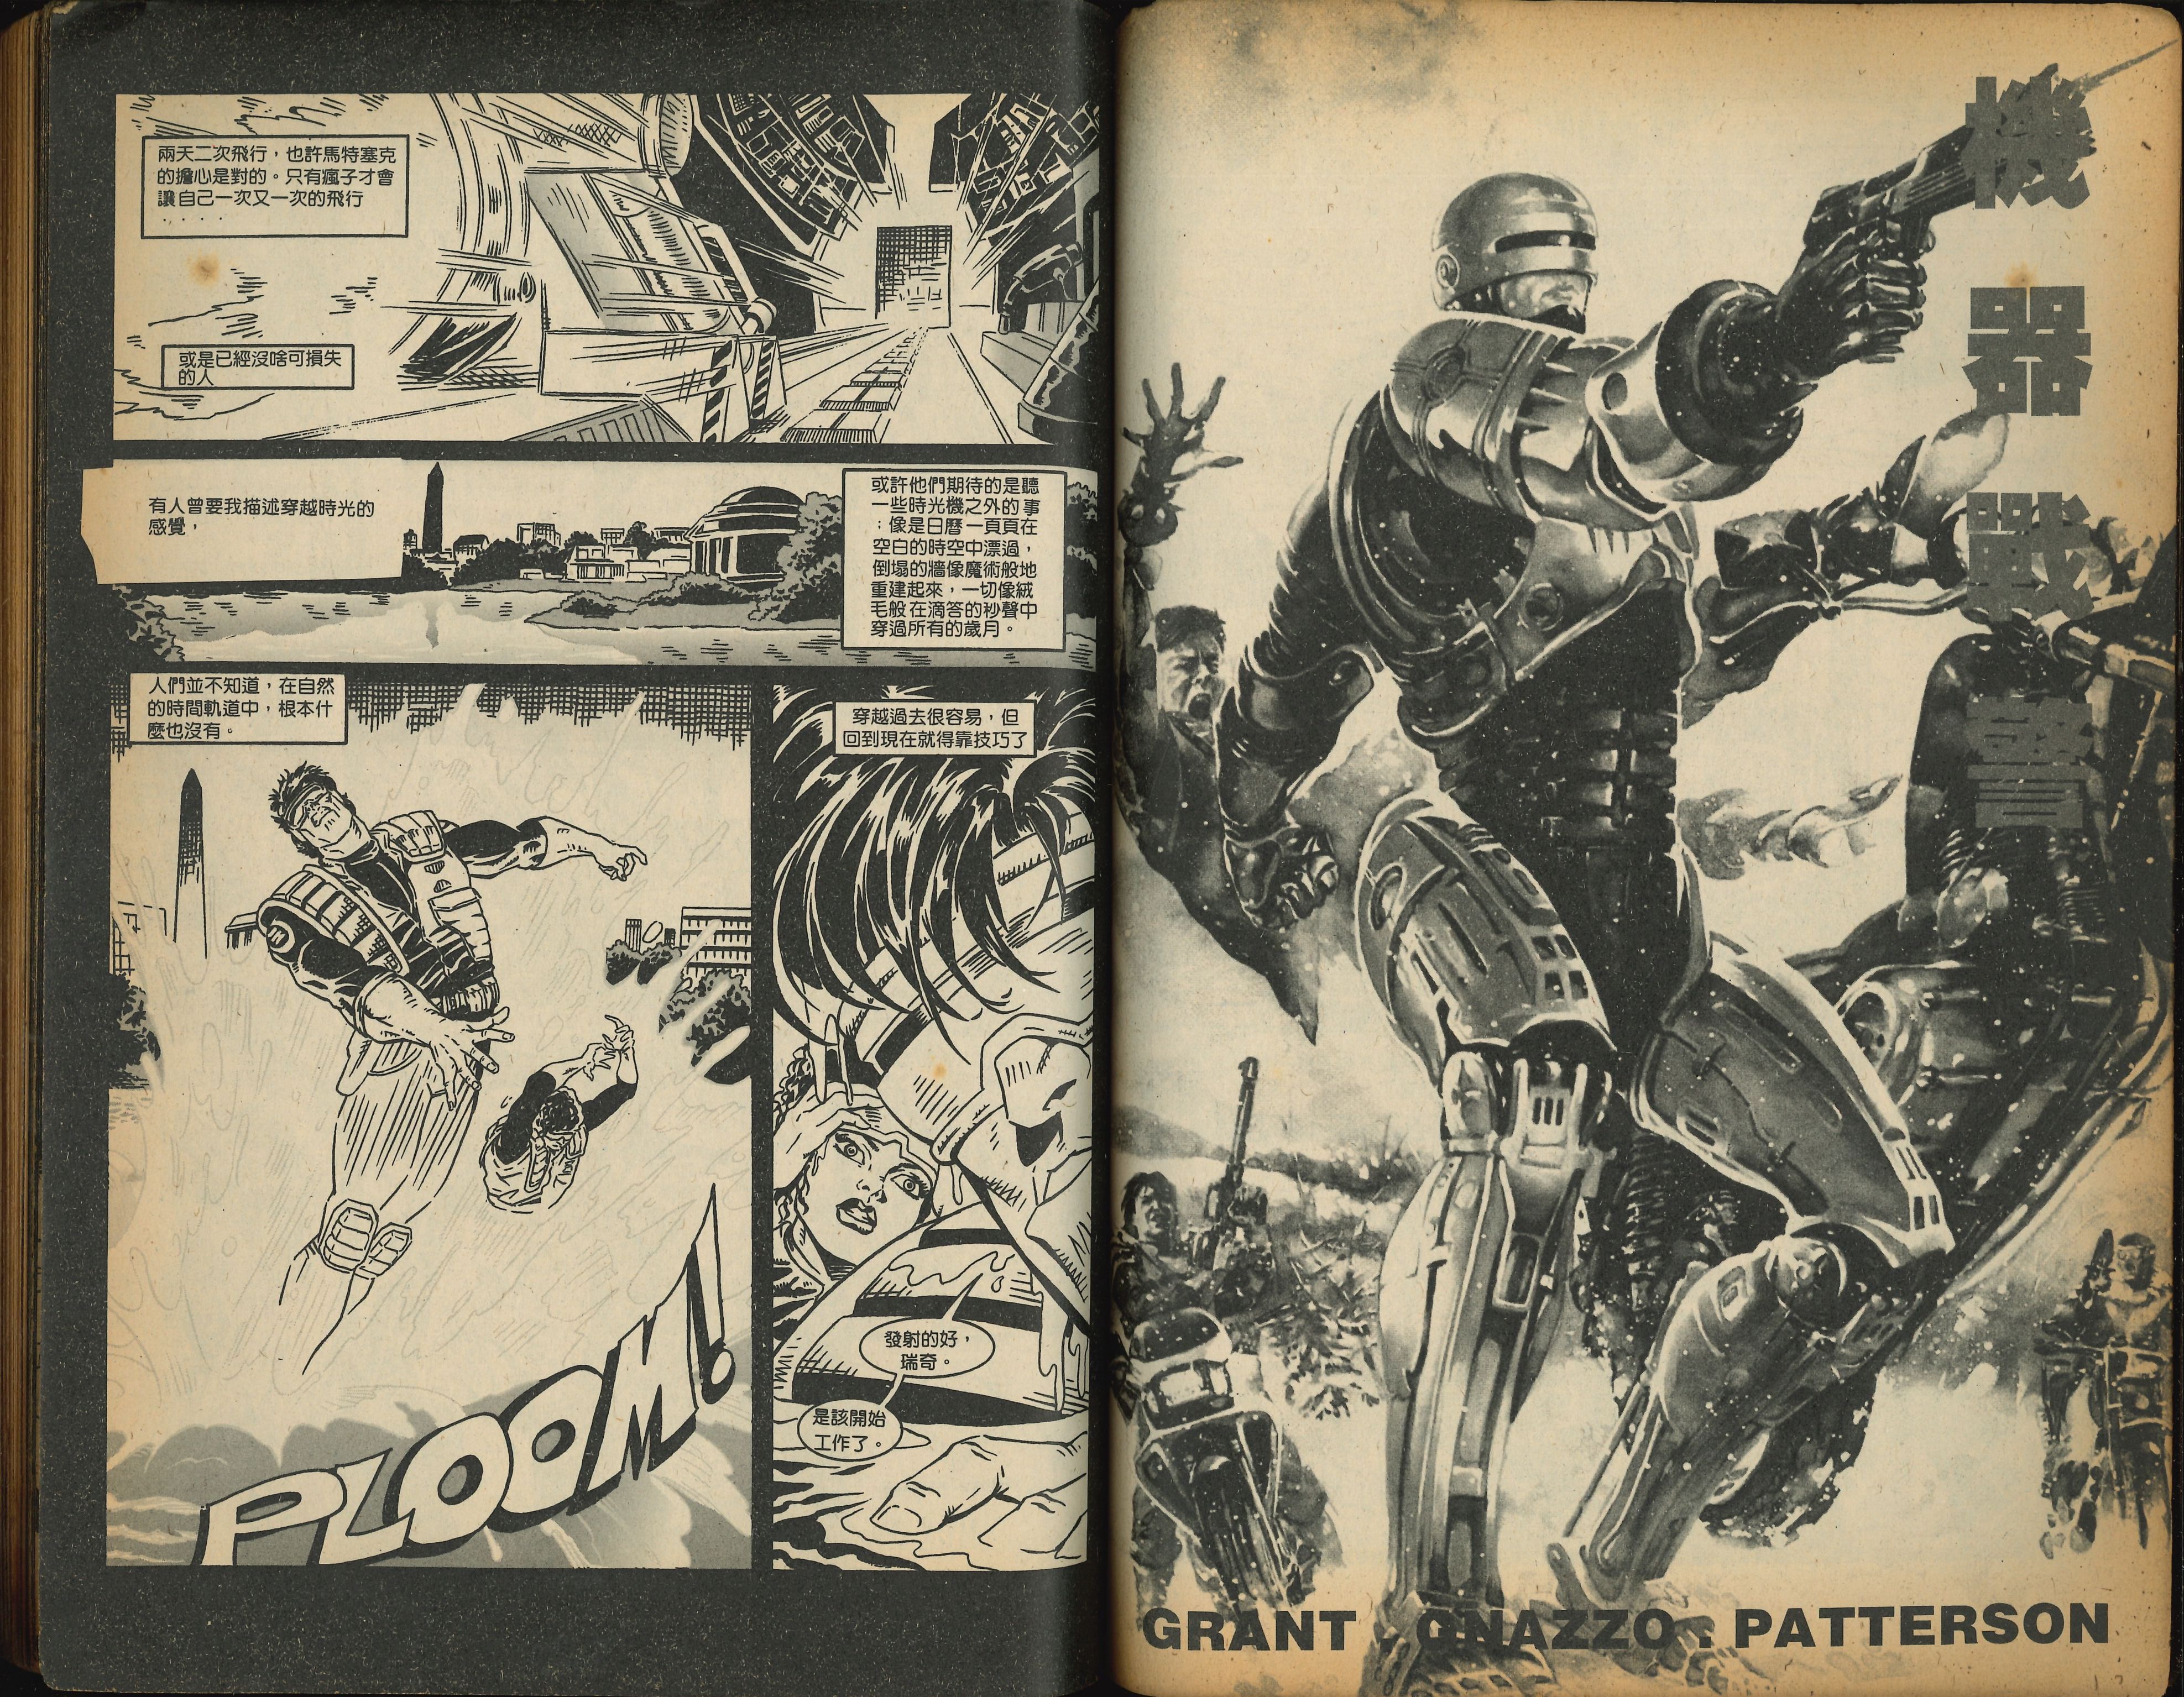 兩天二次飛行，也許馬特塞克
的擔心是對的。只有瘋子才會
讓自己一次又一次的飛行
．．．．
或是已經沒啥可損失
的人
有人曾要我描述穿越時光的
感覺，
或許他們期待的是聽
一些時光機之外的事
：像是日曆一頁頁在
空白的時空中漂過，
倒塌的牆像魔術般地
重建起來，一切像絨
毛般在滴答的秒聲中
穿過所有的歲月。
人們並不知道，在自然
的時間軌道中，根本什
麼也沒有。
PLOOM!
穿越過去很容易，但
回到現在就得靠技巧了
發射的好，
瑞奇。
是該開始
工作了。
機器戰警
GRANT . GNAZZO . PATTERSON